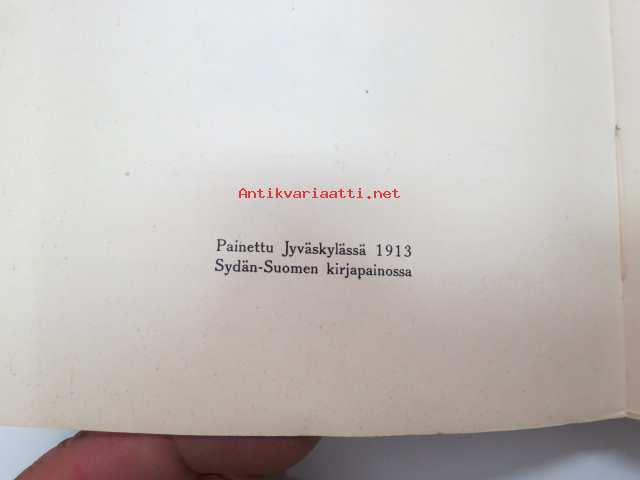 Antikvariaatti.net
Painettu Jyväskylässä 1913
Sydän-Suomen kirjapainossa